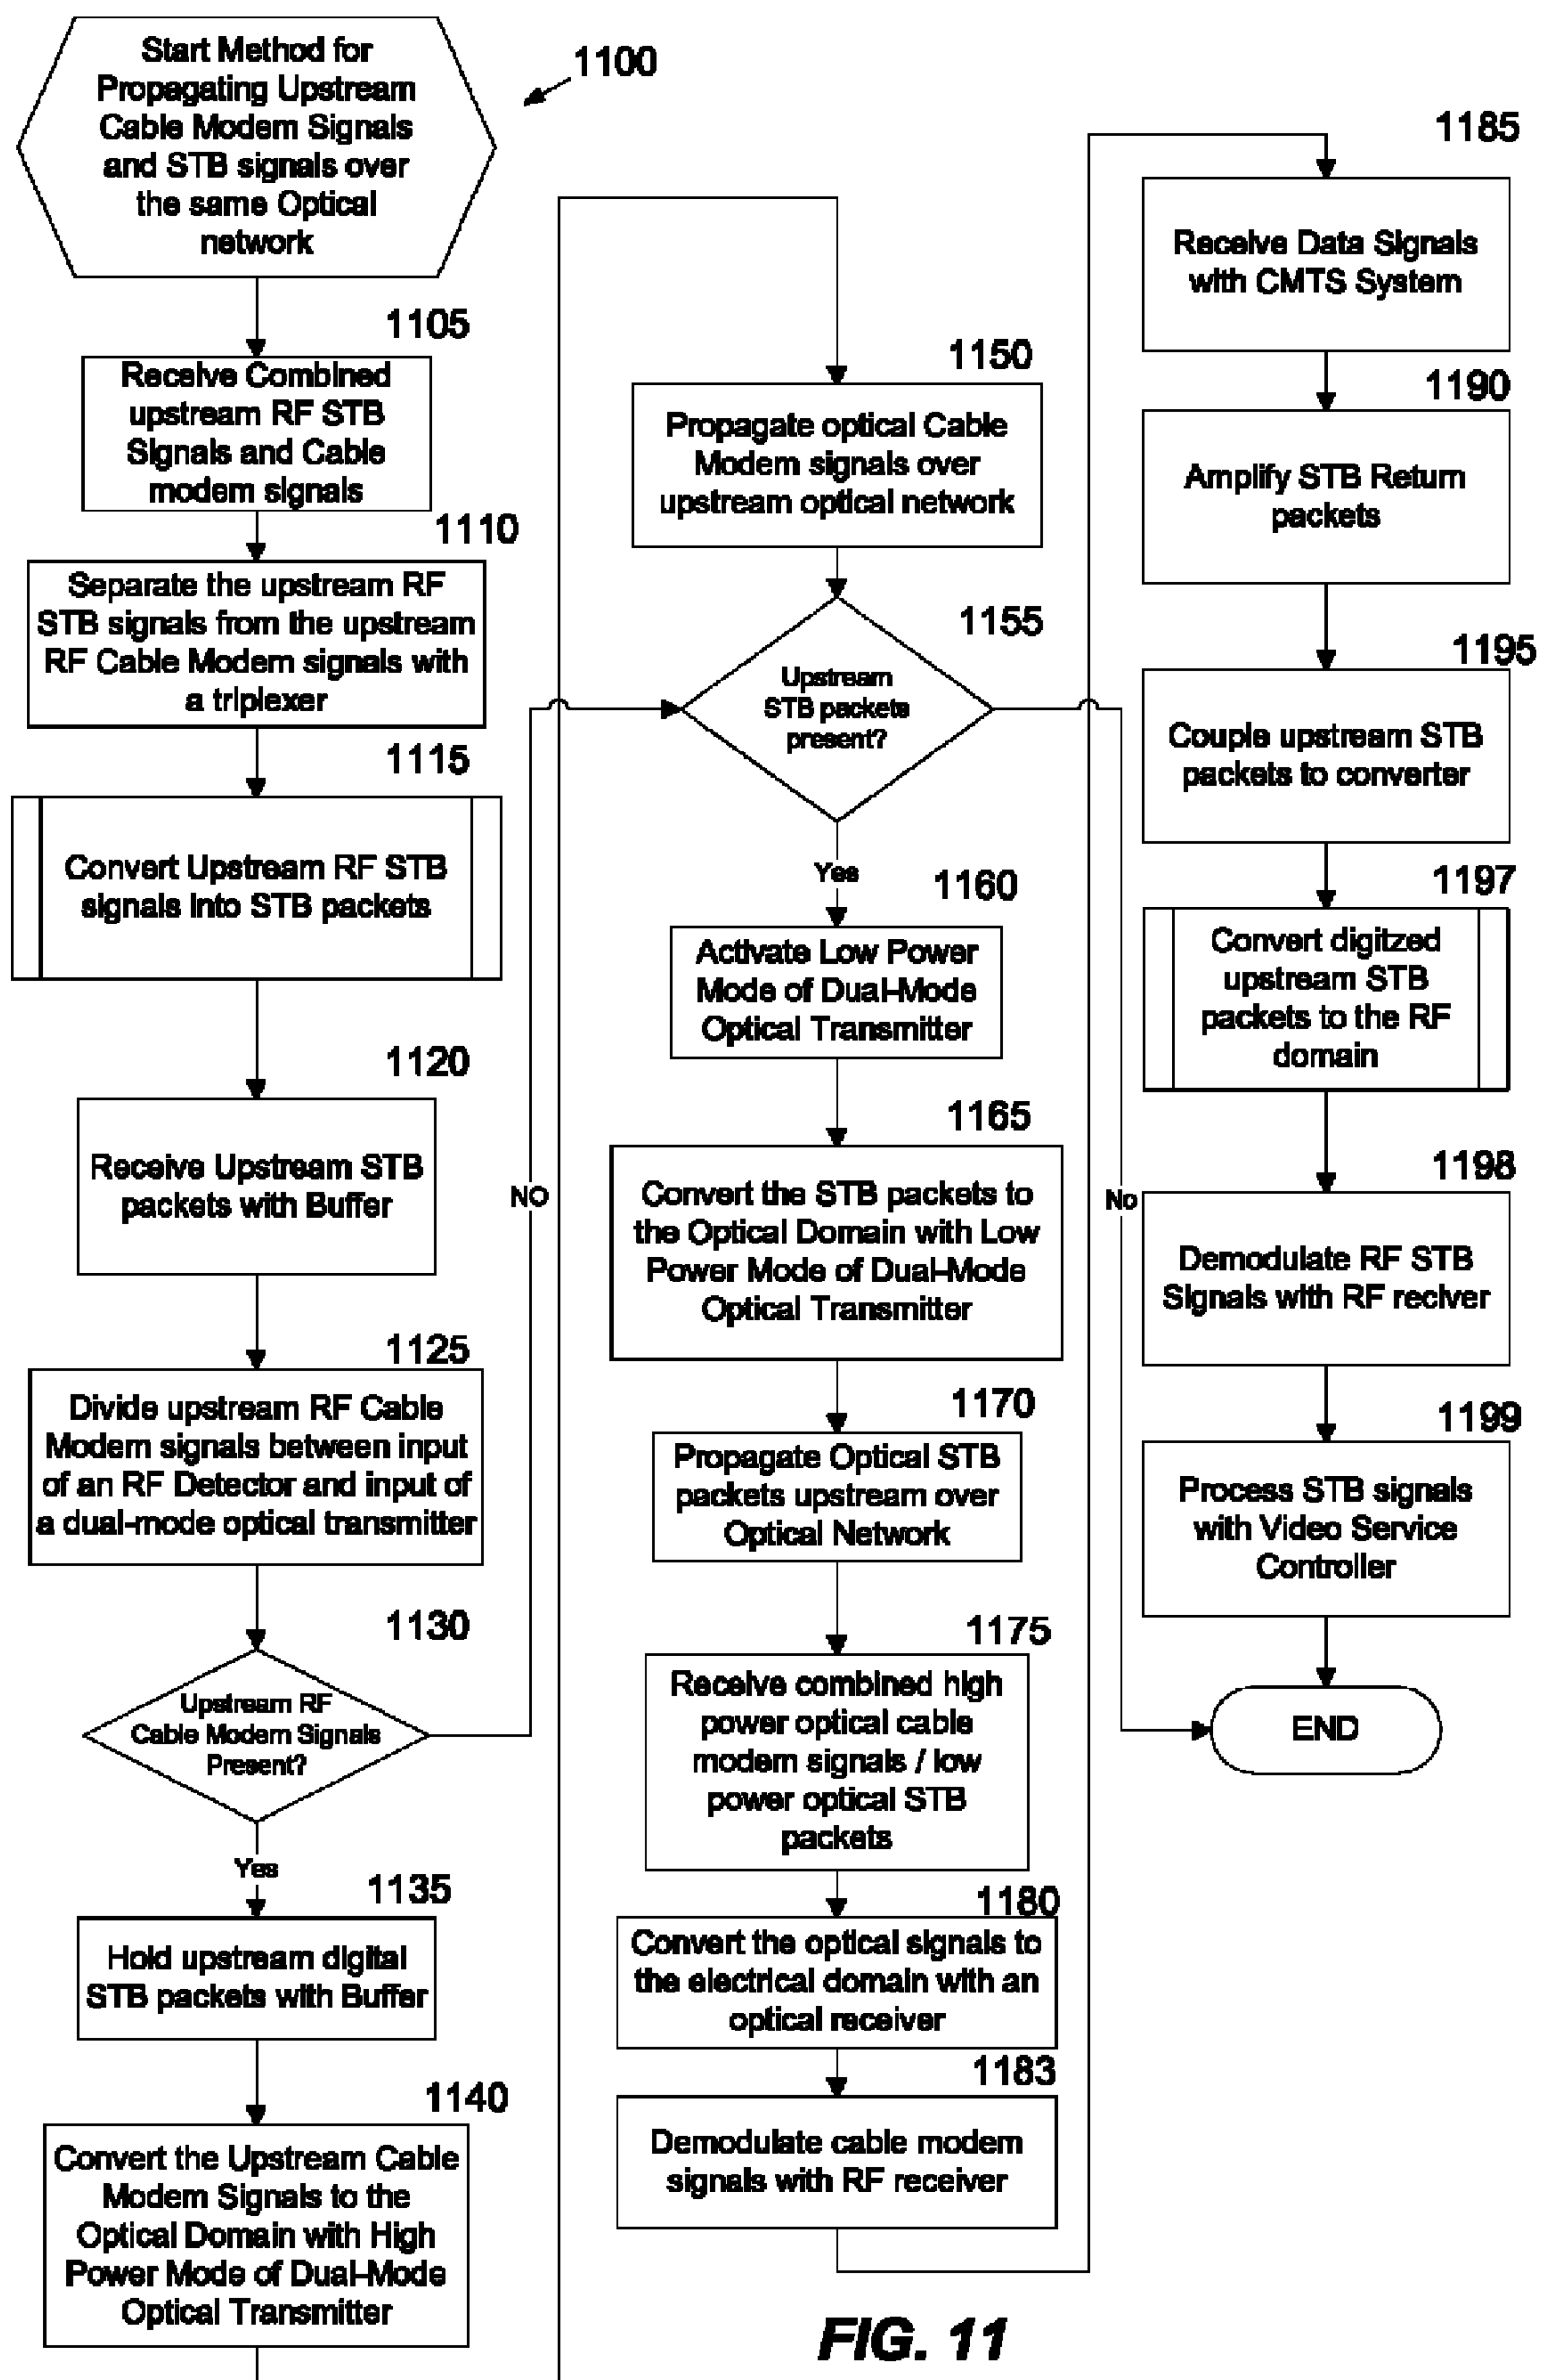 Start Method for
Propagating Upstream
Cable Modem Signals
and STB signals over
the same Optical
network
1100
1105
Receive Combined
upstream RF STB
Signals and Cable
modem signals
1110
Separate the upstream RF
STB signals from the upstream
RF Cable Modem signals with
a triplexer
1115
Convert Upstream RF STB
signals into STB packets
1120
Receive Upstream STB
packets with Buffer
1125
Divide upstream RF Cable
Modem signals between input
of an RF Detector and input of
a dual-mode optical transmitter
1130
Upstream RF
Cable Modem Signals
Present?
NO
Yes
1135
Hold upstream digital
STB packets with Buffer
1140
Convert the Upstream Cable
Modem Signals to the
Optical Domain with High
Power Mode of Dual-Mode
Optical Transmitter
1150
Propagate optical Cable
Modem signals over
upstream optical network
1155
Upstream
STB packets
present?
Yes
No
1160
Activate Low Power
Mode of Dual-Mode
Optical Transmitter
1165
Convert the STB packets to
the Optical Domain with Low
Power Mode of Dual-Mode
Optical Transmitter
1170
Propagate Optical STB
packets upstream over
Optical Network
1175
Receive combined high
power optical cable
modem signals / low
power optical STB
packets
1180
Convert the optical signals to
the electrical domain with an
optical receiver
1183
Demodulate cable modem
signals with RF receiver
1185
Receive Data Signals
with CMTS System
1190
Amplify STB Return
packets
1195
Couple upstream STB
packets to converter
1197
Convert digitzed
upstream STB
packets to the RF
domain
1198
Demodulate RF STB
Signals with RF reciver
1199
Process STB signals
with Video Service
Controller
END
FIG. 11